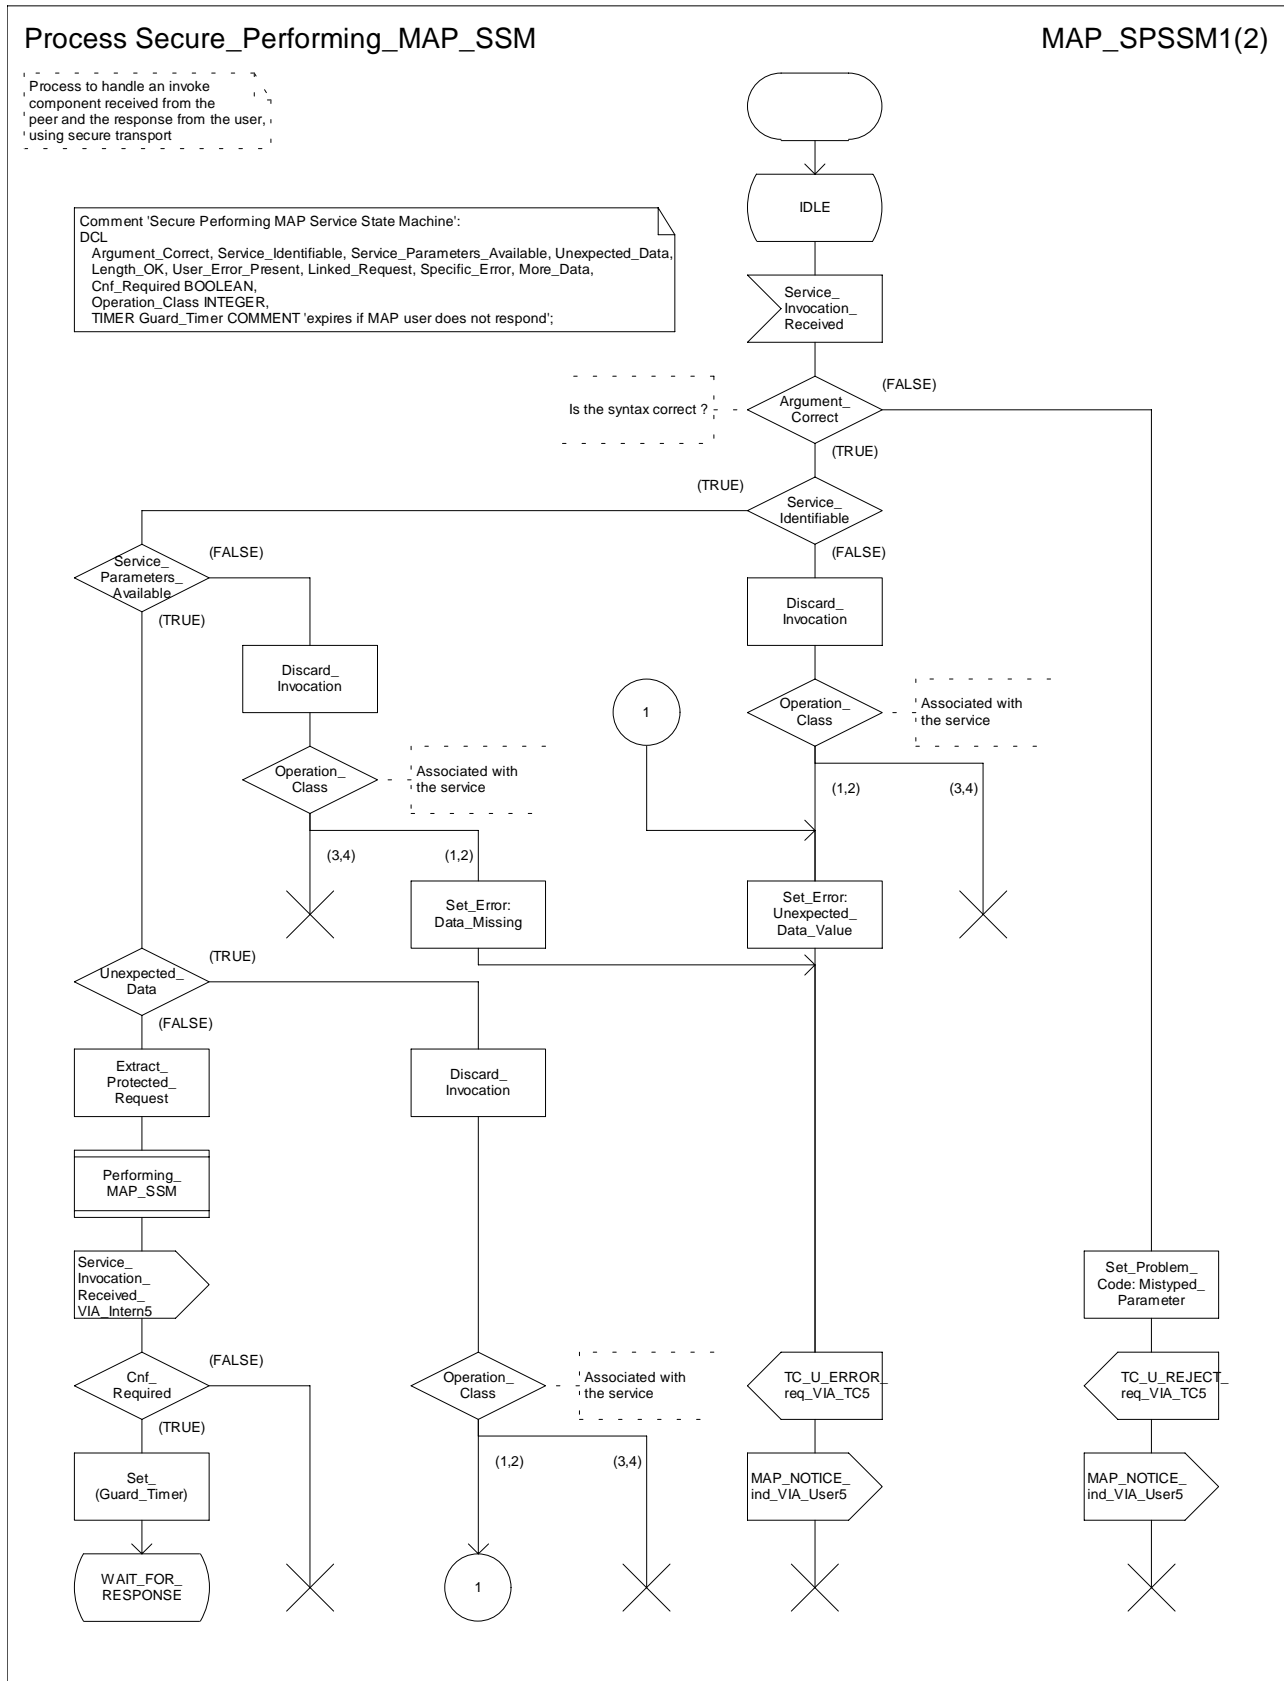 Process Secure_Performing_MAP_SSM
MAP_SPSSM1(2)
Process to handle an invoke
component received from the
peer and the response from the user,
using secure transport
IDLE
Comment 'Secure Performing MAP Service State Machine':
DCL
Argument_Correct, Service_Identifiable, Service_Parameters_Available, Unexpected_Data,
Length_OK, User_Error_Present, Linked_Request, Specific_Error, More_Data,
Cnf_Required BOOLEAN,
Operation_Class INTEGER,
TIMER Guard_Timer COMMENT 'expires if MAP user does not respond';
Service_
Invocation_
Received
(FALSE)
Is the syntax correct ?
Argument_
Correct
(TRUE)
(TRUE)
Service_
Identifiable
(FALSE)
(FALSE)
Service_
Parameters_
Available
(TRUE)
Discard_
Invocation
Discard_
Invocation
1
Operation_
Class
Associated with
the service
Operation_
Class
Associated with
the service
(1,2)
(3,4)
(3,4)
(1,2)
Set_Error:
Data_Missing
Set_Error:
Unexpected_
Data_Value
(TRUE)
Unexpected_
Data
(FALSE)
Extract_
Protected_
Request
Discard_
Invocation
Performing_
MAP_SSM
Service_
Invocation_
Received_
VIA_Intern5
Set_Problem_
Code: Mistyped_
Parameter
(FALSE)
Cnf_
Required
(TRUE)
Operation_
Class
Associated with
the service
TC_U_ERROR_
req_VIA_TC5
TC_U_REJECT_
req_VIA_TC5
(1,2)
(3,4)
Set_
(Guard_Timer)
MAP_NOTICE_
ind_VIA_User5
MAP_NOTICE_
ind_VIA_User5
WAIT_FOR_
RESPONSE
1